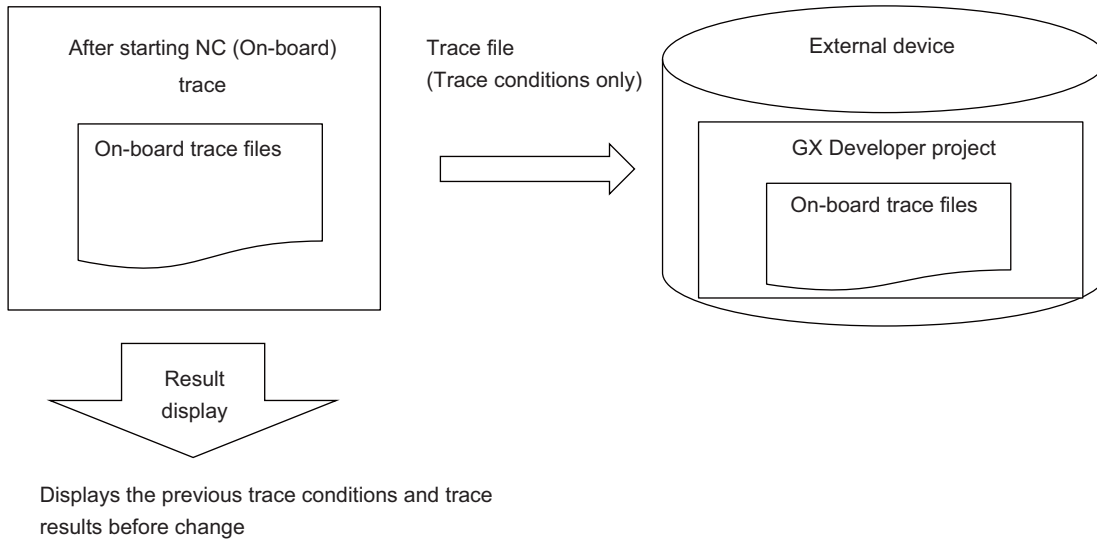 After starting NC (On-board)
trace
On-board trace files
Trace file
(Trace conditions only)
External device
GX Developer project
On-board trace files
Result
display
Displays the previous trace conditions and trace
results before change